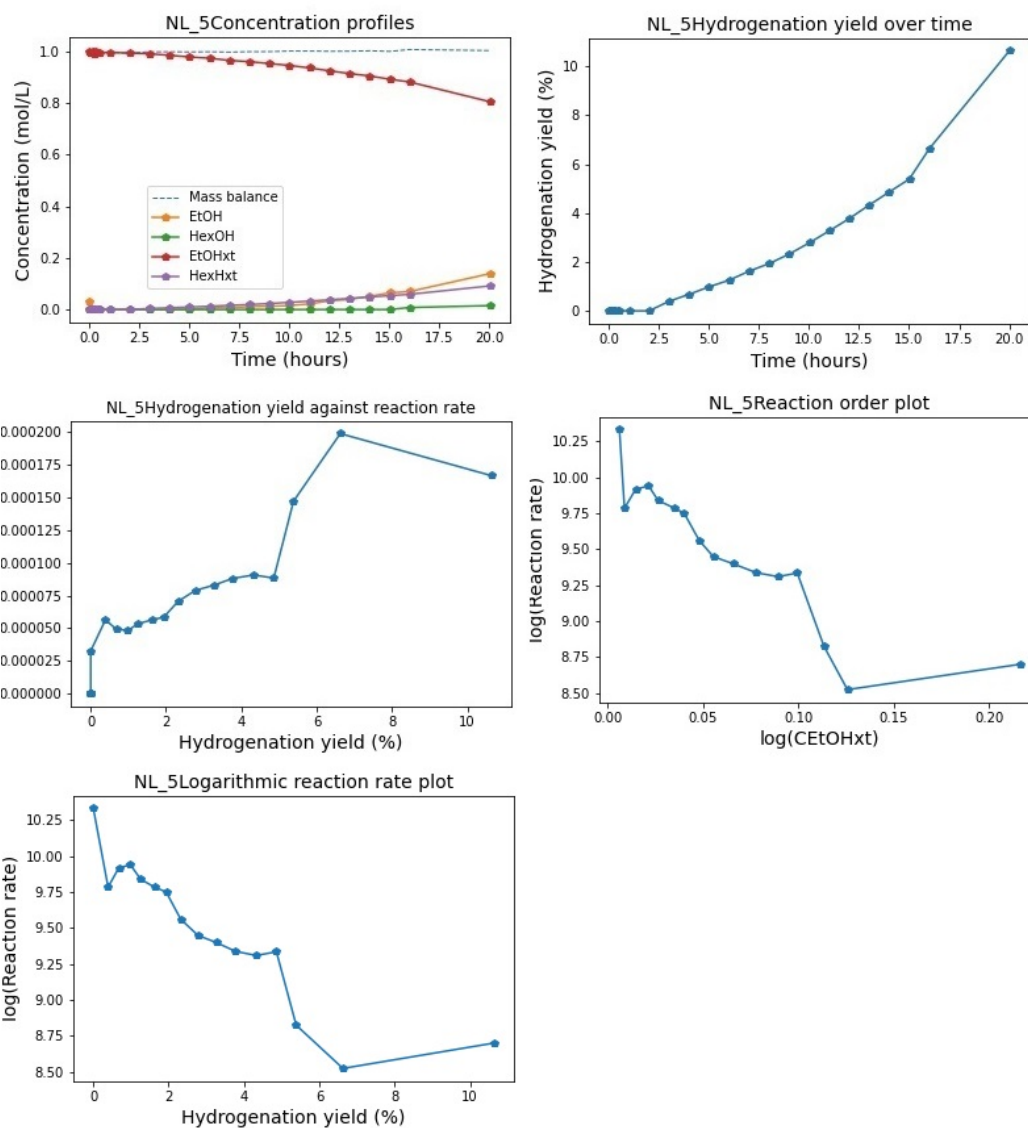 NL_5Concentration profiles
1.0
0.8
0.6
0.4
0.2
0.0
Concentration (mol/L)
Mass balance
EtOH
HexOH
EtOHxt
HexHxt
0.0 2.5 5.0 7.5 10.0 12.5 15.0 17.5 20.0
Time (hours)
NL_5Hydrogenation yield over time
10
8
6
4
2
0
Hydrogenation yield (%)
0.0 2.5 5.0 7.5 10.0 12.5 15.0 17.5 20.0
Time (hours)
NL_5Hydrogenation yield against reaction rate
0.000200
0.000175
0.000150
0.000125
0.000100
0.000075
0.000050
0.000025
0.000000
0 2 4 6 8 10
Hydrogenation yield (%)
NL_5Reaction order plot
10.25
10.00
9.75
9.50
9.25
9.00
8.75
8.50
log(Reaction rate)
0.00 0.05 0.10 0.15 0.20
log(CEtOHxt)
NL_5Logarithmic reaction rate plot
10.25
10.00
9.75
9.50
9.25
9.00
8.75
8.50
log(Reaction rate)
0 2 4 6 8 10
Hydrogenation yield (%)